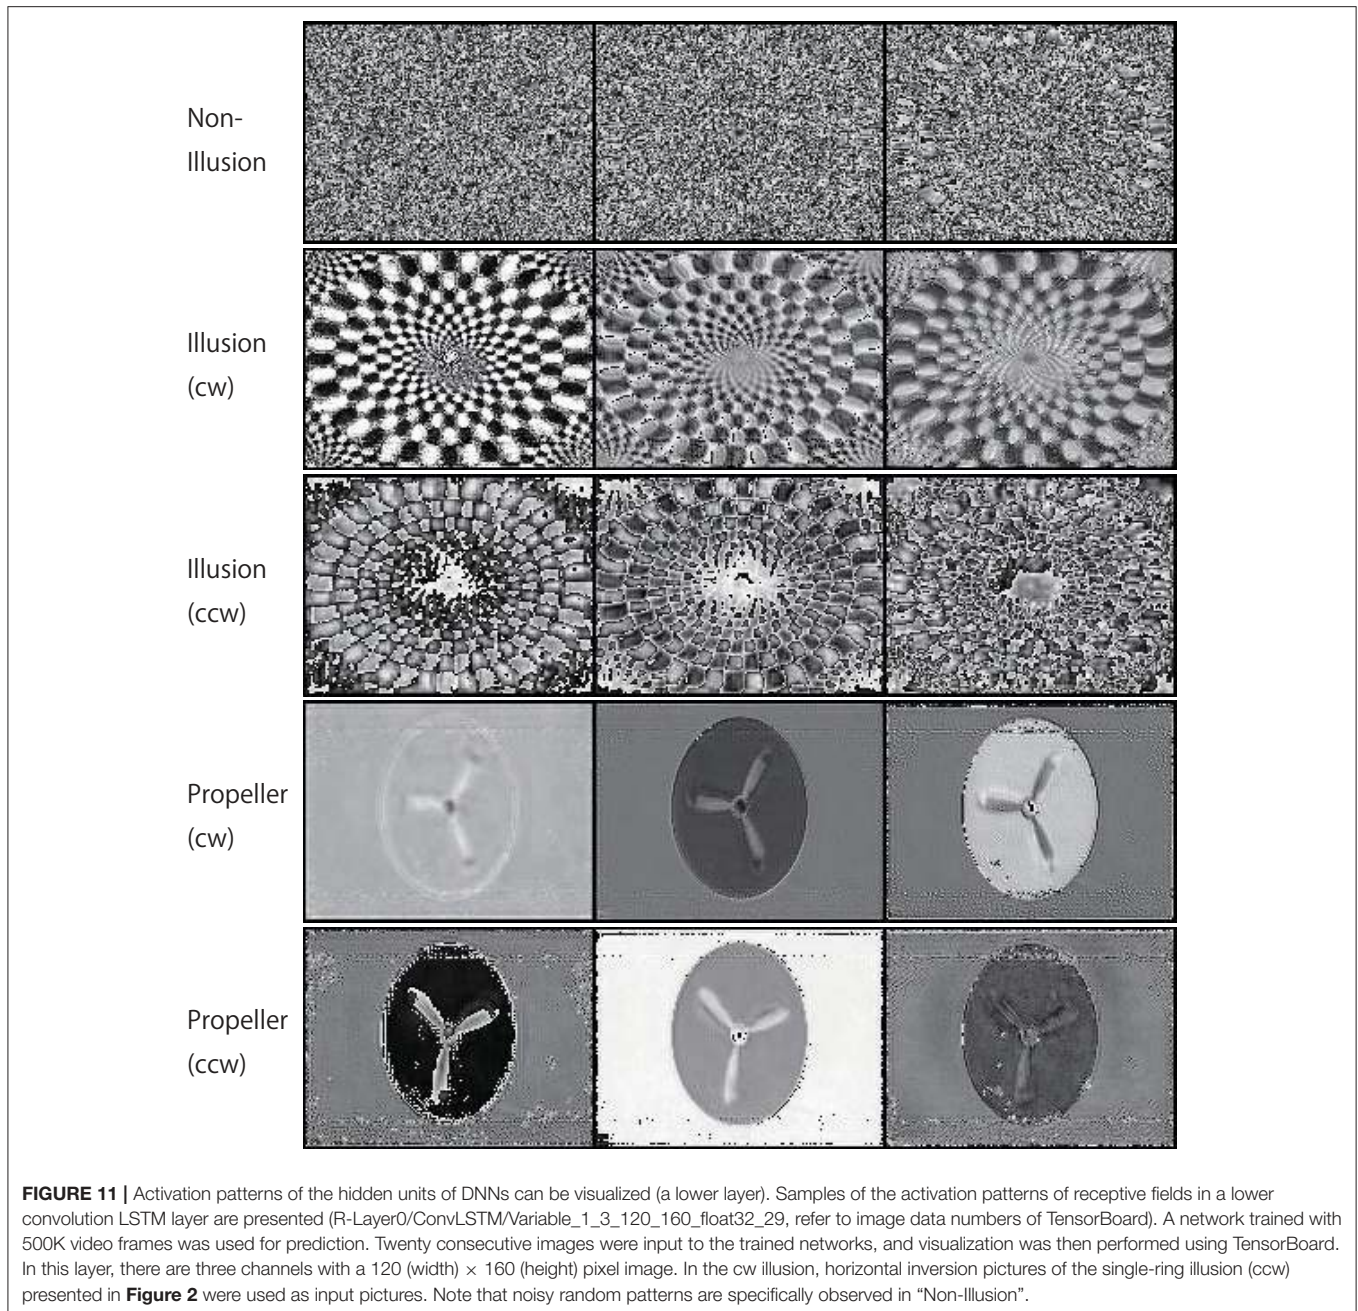 Non-
Illusion
Illusion
(cw)
Illusion
(ccw)
Propeller
(cw)
Propeller
(ccw)
FIGURE 11 | Activation patterns of the hidden units of DNNs can be visualized (a lower layer). Samples of the activation patterns of receptive fields in a lower
convolution LSTM layer are presented (R-Layer0/ConvLSTM/Variable_1_3_120_160_float32_29, refer to image data numbers of TensorBoard). A network trained with
500K video frames was used for prediction. Twenty consecutive images were input to the trained networks, and visualization was then performed using TensorBoard.
In this layer, there are three channels with a 120 (width) × 160 (height) pixel image. In the cw illusion, horizontal inversion pictures of the single-ring illusion (ccw)
presented in Figure 2 were used as input pictures. Note that noisy random patterns are specifically observed in “Non-Illusion”.